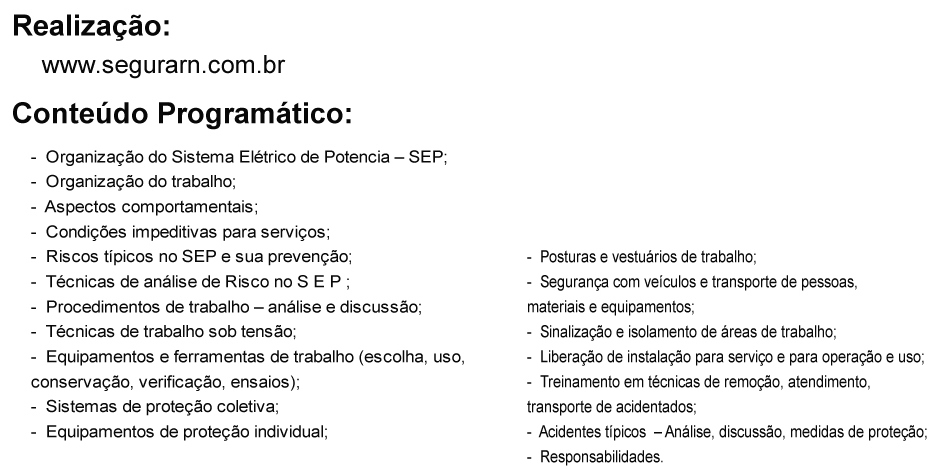 Realização:
www.segurarn.com.br
Conteúdo Programático:
- Organização do Sistema Elétrico de Potencia – SEP;
- Organização do trabalho;
- Aspectos comportamentais;
- Condições impeditivas para serviços;
- Riscos típicos no SEP e sua prevenção;
- Técnicas de análise de Risco no S E P ;
- Procedimentos de trabalho – análise e discussão;
- Técnicas de trabalho sob tensão;
- Equipamentos e ferramentas de trabalho (escolha, uso,
conservação, verificação, ensaios);
- Sistemas de proteção coletiva;
- Equipamentos de proteção individual;
- Posturas e vestuários de trabalho;
- Segurança com veículos e transporte de pessoas,
materiais e equipamentos;
- Sinalização e isolamento de áreas de trabalho;
- Liberação de instalação para serviço e para operação e uso;
- Treinamento em técnicas de remoção, atendimento,
transporte de acidentados;
- Acidentes típicos – Análise, discussão, medidas de proteção;
- Responsabilidades.